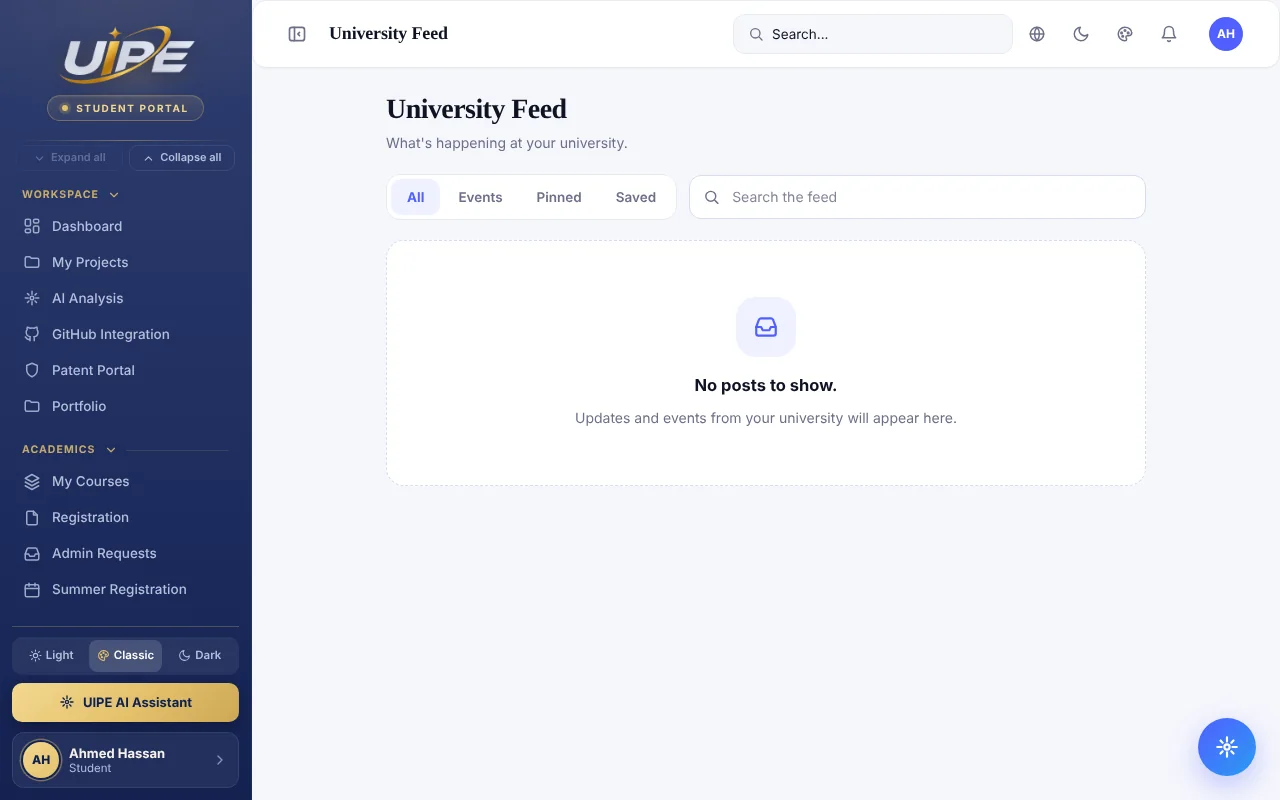 UIPE
STUDENT PORTAL
Expand all
Collapse all
WORKSPACE
Dashboard
My Projects
AI Analysis
GitHub Integration
Patent Portal
Portfolio
ACADEMICS
My Courses
Registration
Admin Requests
Summer Registration
Light
Classic
Dark
UIPE AI Assistant
AH
Ahmed Hassan
Student
University Feed
Search...
AH
University Feed
What's happening at your university.
All
Events
Pinned
Saved
Search the feed
No posts to show.
Updates and events from your university will appear here.